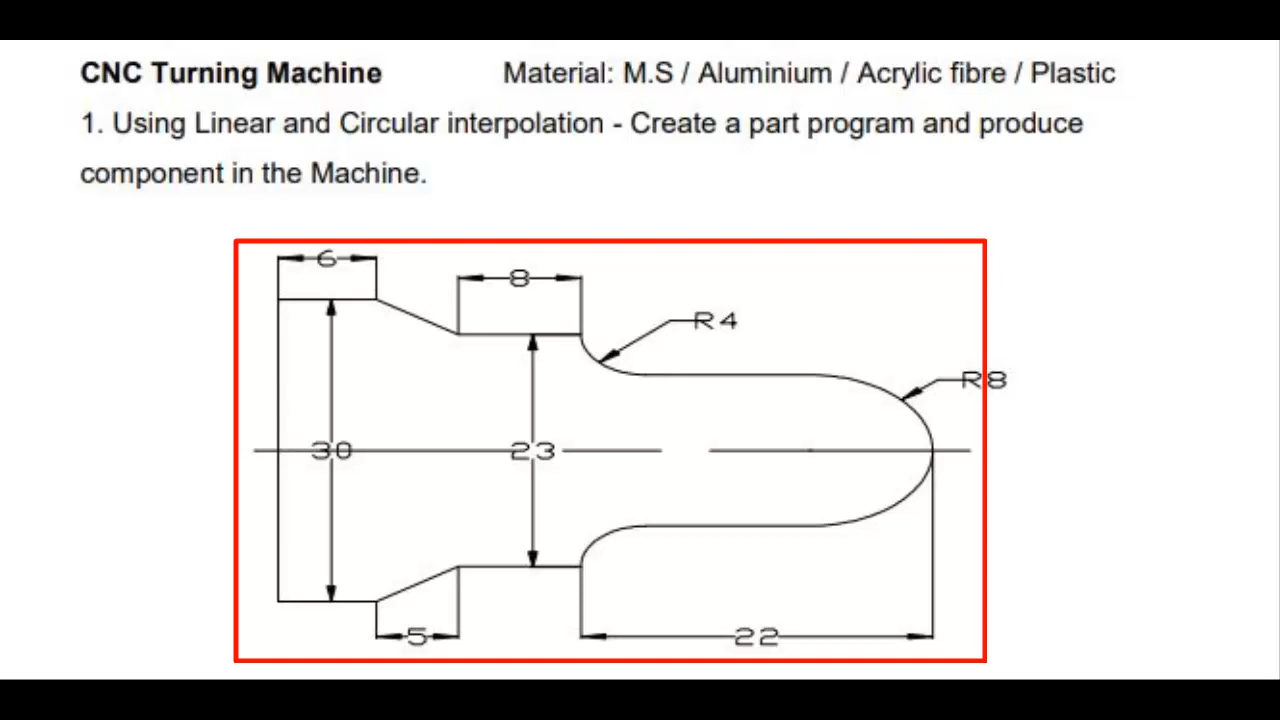 CNC Turning Machine Material: M.S / Aluminium / Acrylic fibre / Plastic
1. Using Linear and Circular interpolation - Create a part program and produce
component in the Machine.
6
8
R4
R8
30
23
5
22